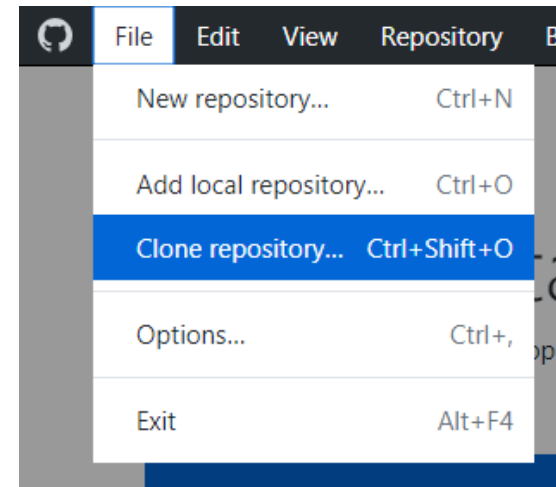 File Edit View Repository
New repository... Ctrl+N
Add local repository... Ctrl+O
Clone repository... Ctrl+Shift+O
Options... Ctrl+,
Exit Alt+F4